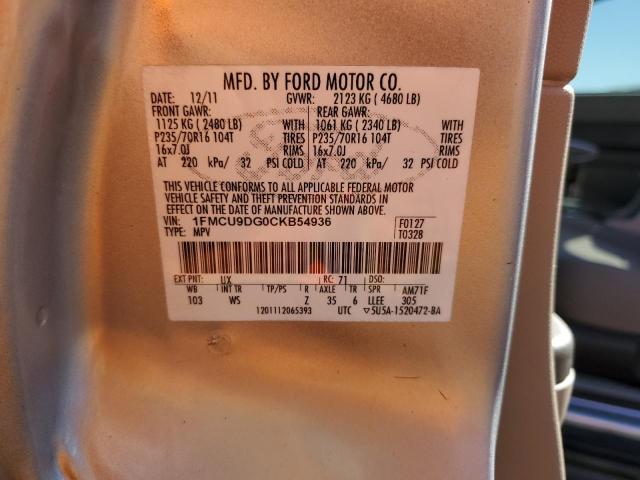 MFD. BY FORD MOTOR CO.
DATE: 12/11 GVWR: 2123 KG ( 4680 LB)
FRONT GAWR: REAR GAWR:
1125 KG ( 2480 LB) WITH 1061 KG ( 2340 LB) WITH
P235/70R16 104T TIRES P235/70R16 104T TIRES
16x7.0J RIMS 16x7.0J RIMS
AT 220 kPa/ 32 PSI COLD AT 220 kPa/ 32 PSI COLD
THIS VEHICLE CONFORMS TO ALL APPLICABLE FEDERAL MOTOR
VEHICLE SAFETY AND THEFT PREVENTION STANDARDS IN
EFFECT ON THE DATE OF MANUFACTURE SHOWN ABOVE.
VIN: 1FMCU9DG0CKB54936 F0127
TYPE: MPV T0328
EXT PNT: UX RC: 71 DSO:
WB INT TR TP/PS R AXLE TR SPR AM71F
103 WS Z 35 6 LLEE 305
1201112065393 UTC ▽5U5A-1520472-BA